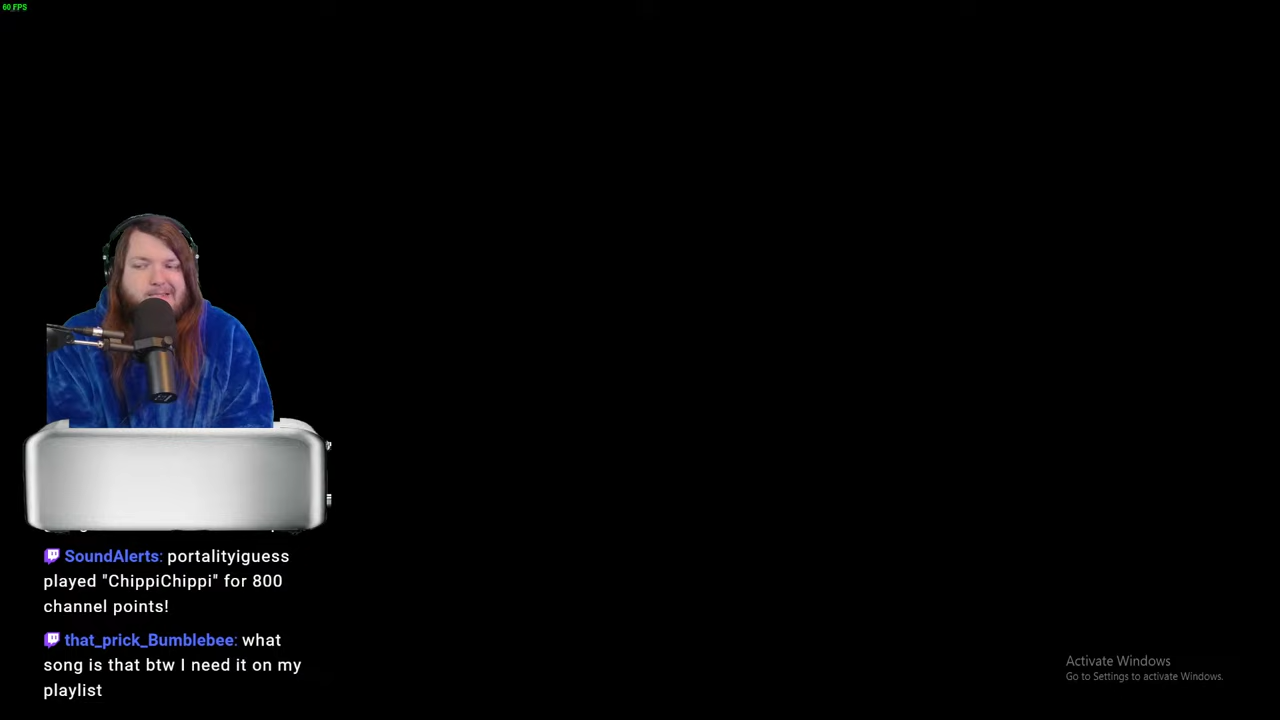 60 FPS
SoundAlerts: portalityiguess
played "ChippiChippi" for 800
channel points!
that_prick_Bumblebee: what
song is that btw I need it on my
playlist
Activate Windows
Go to Settings to activate Windows.